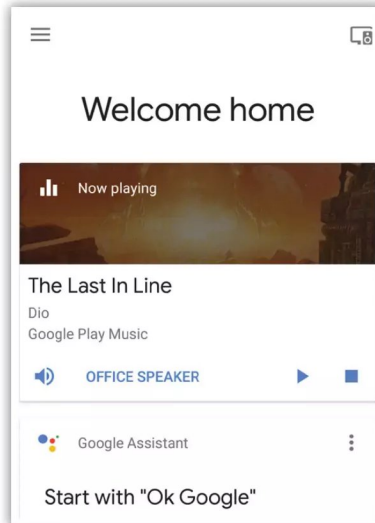 Welcome home
Now playing
The Last In Line
Dio
Google Play Music
OFFICE SPEAKER
Google Assistant
Start with "Ok Google"